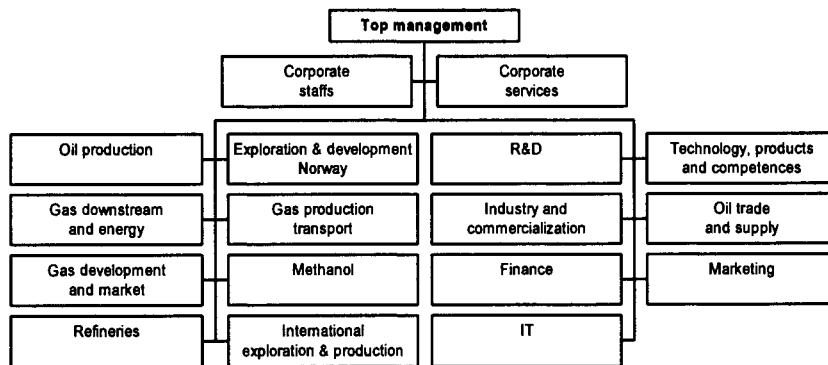 Top management
Corporate
staffs
Corporate
services
Oil production
Exploration & development
Norway
R&D
Technology, products
and competences
Gas downstream
and energy
Gas production
transport
Industry and
commercialization
Oil trade
and supply
Gas development
and market
Methanol
Finance
Marketing
Refineries
International
exploration & production
IT